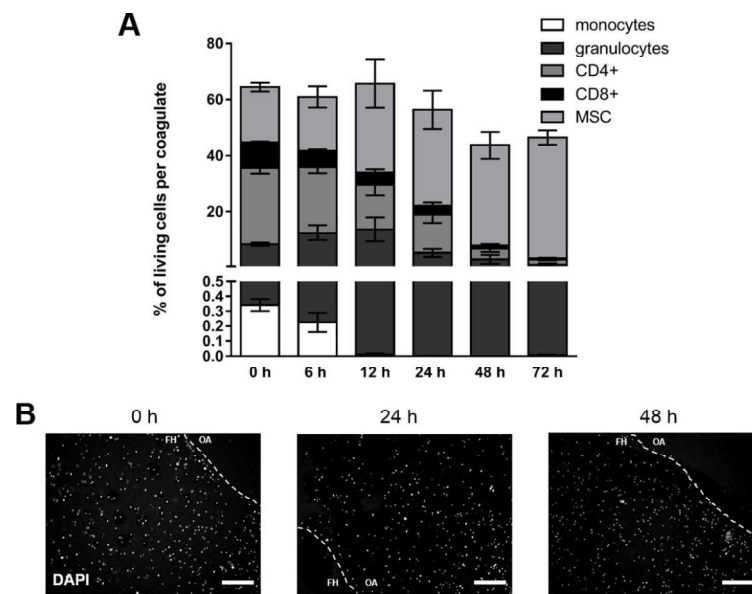 A
monocytes
granulocytes
CD4+
CD8+
MSC
% of living cells per coagulate
80
60
40
20
0.5
0.4
0.3
0.2
0.1
0.0
0 h 6 h 12 h 24 h 48 h 72 h
B
0 h 24 h 48 h
FH OA
FH OA
FH OA
DAPI